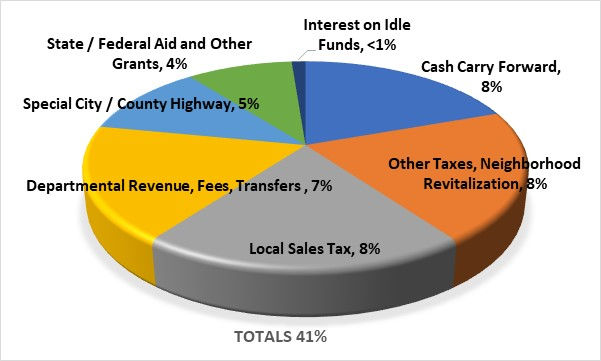 Interest on Idle
Funds, <1%
State / Federal Aid and Other
Grants, 4%
Cash Carry Forward,
8%
Special City / County Highway, 5%
Other Taxes, Neighborhood
Revitalization, 8%
Departmental Revenue, Fees, Transfers , 7%
Local Sales Tax, 8%
TOTALS 41%